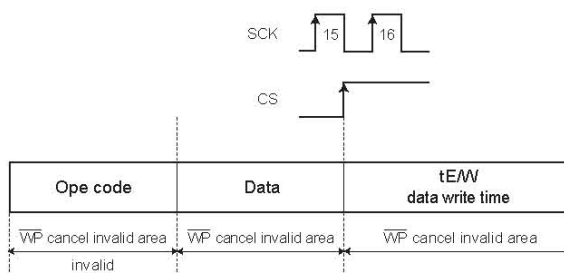 SCK 15 16
CS
Ope code Data tE/W
data write time
WP cancel invalid area WP cancel invalid area WP cancel invalid area
invalid